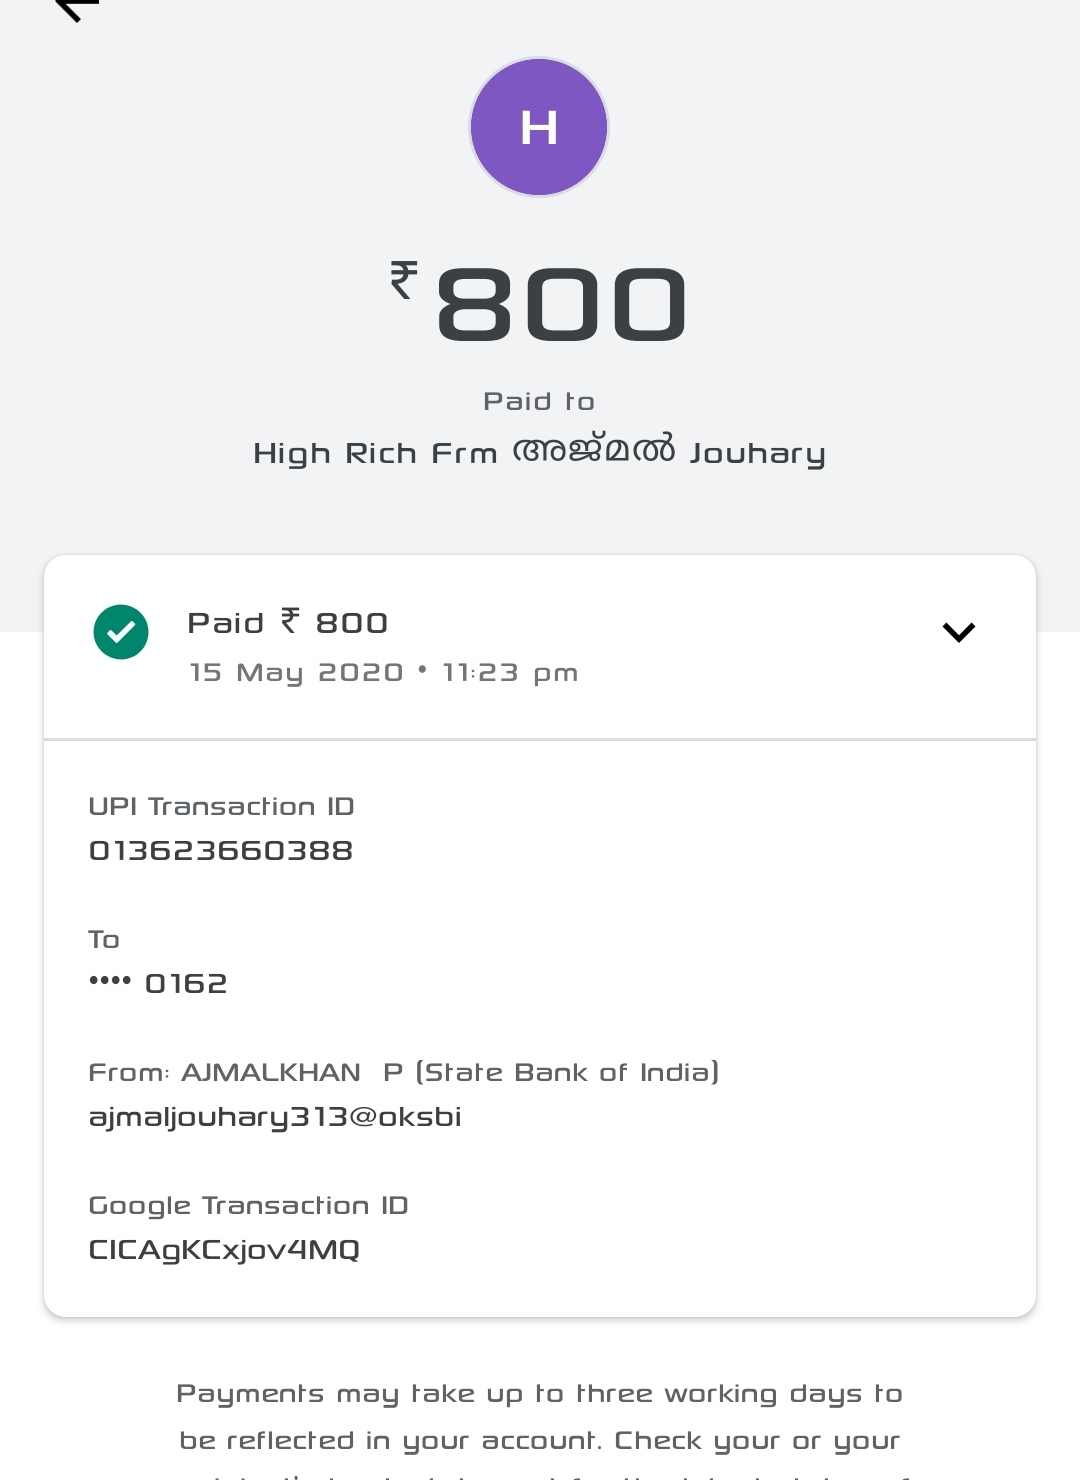 H
₹800
Paid to
High Rich Frm അജ്മൽ Jouhary
Paid ₹ 800
15 May 2020 • 11:23 pm
UPI Transaction ID
013623660388
To
•••• 0162
From: AJMALKHAN  P (State Bank of India)
ajmaljouhary313@oksbi
Google Transaction ID
CICAgKCxjov4MQ
Payments may take up to three working days to
be reflected in your account. Check your or your